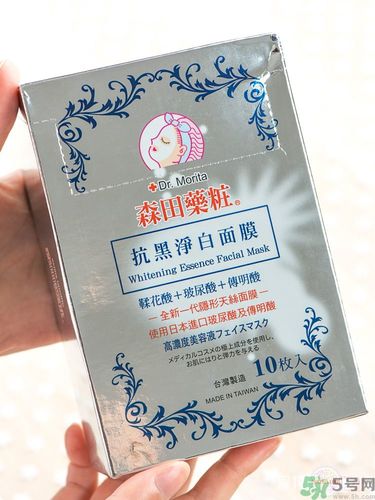 Dr. Morita
森田藥粧®
抗黑淨白面膜
Whitening Essence Facial Mask
鞣花酸+玻尿酸+傳明酸
— 全新一代隱形天絲面膜 —
使用日本進口玻尿酸及傳明酸
高濃度美容液フェイスマスク
メディカルコスメの極上成分を使用し、
お肌にはりと弾力を与える
10枚入
台灣製造
MADE IN TAIWAN
5号网
www.5h.com